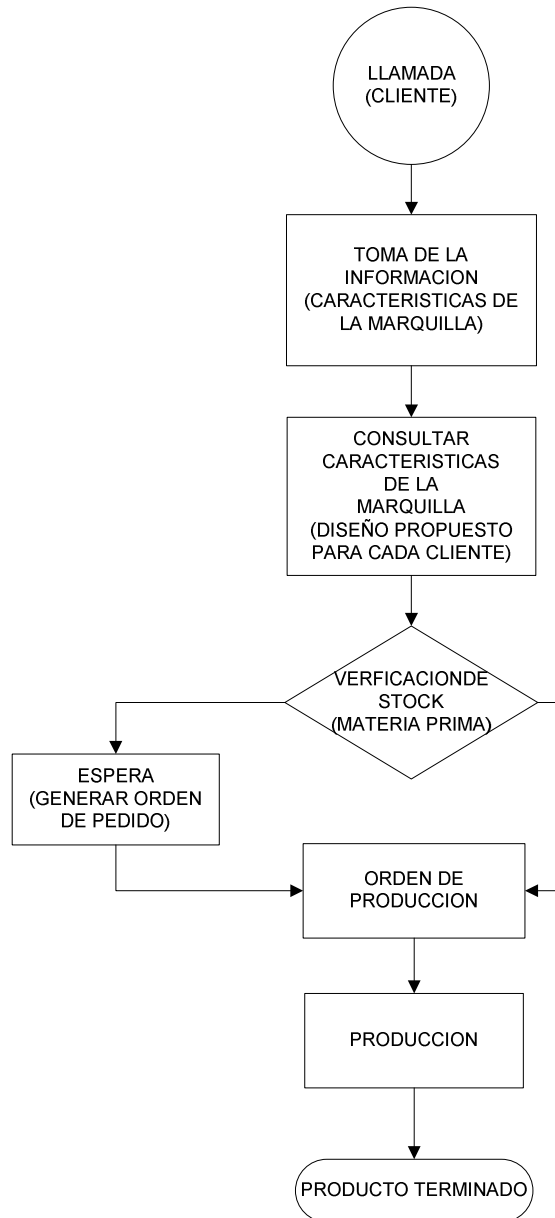 LLAMADA
(CLIENTE)
TOMA DE LA
INFORMACION
(CARACTERISTICAS DE
LA MARQUILLA)
CONSULTAR
CARACTERISTICAS
DE LA
MARQUILLA
(DISEÑO PROPUESTO
PARA CADA CLIENTE)
VERFICACIONDE
STOCK
(MATERIA PRIMA)
ESPERA
(GENERAR ORDEN
DE PEDIDO)
ORDEN DE
PRODUCCION
PRODUCCION
PRODUCTO TERMINADO